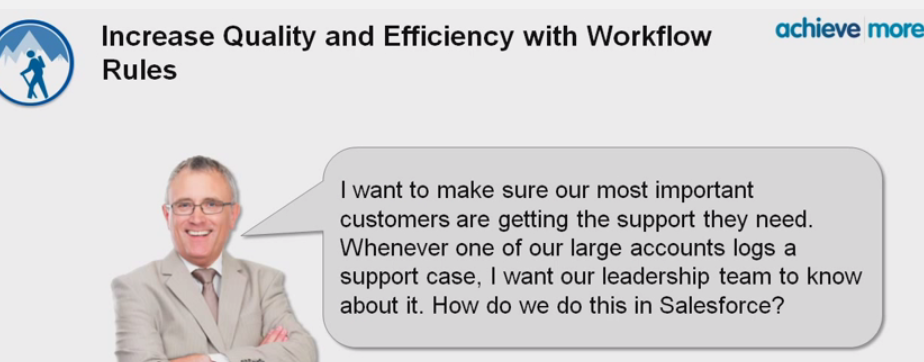 Increase Quality and Efficiency with Workflow
Rules
achieve more
I want to make sure our most important
customers are getting the support they need.
Whenever one of our large accounts logs a
support case, I want our leadership team to know
about it. How do we do this in Salesforce?